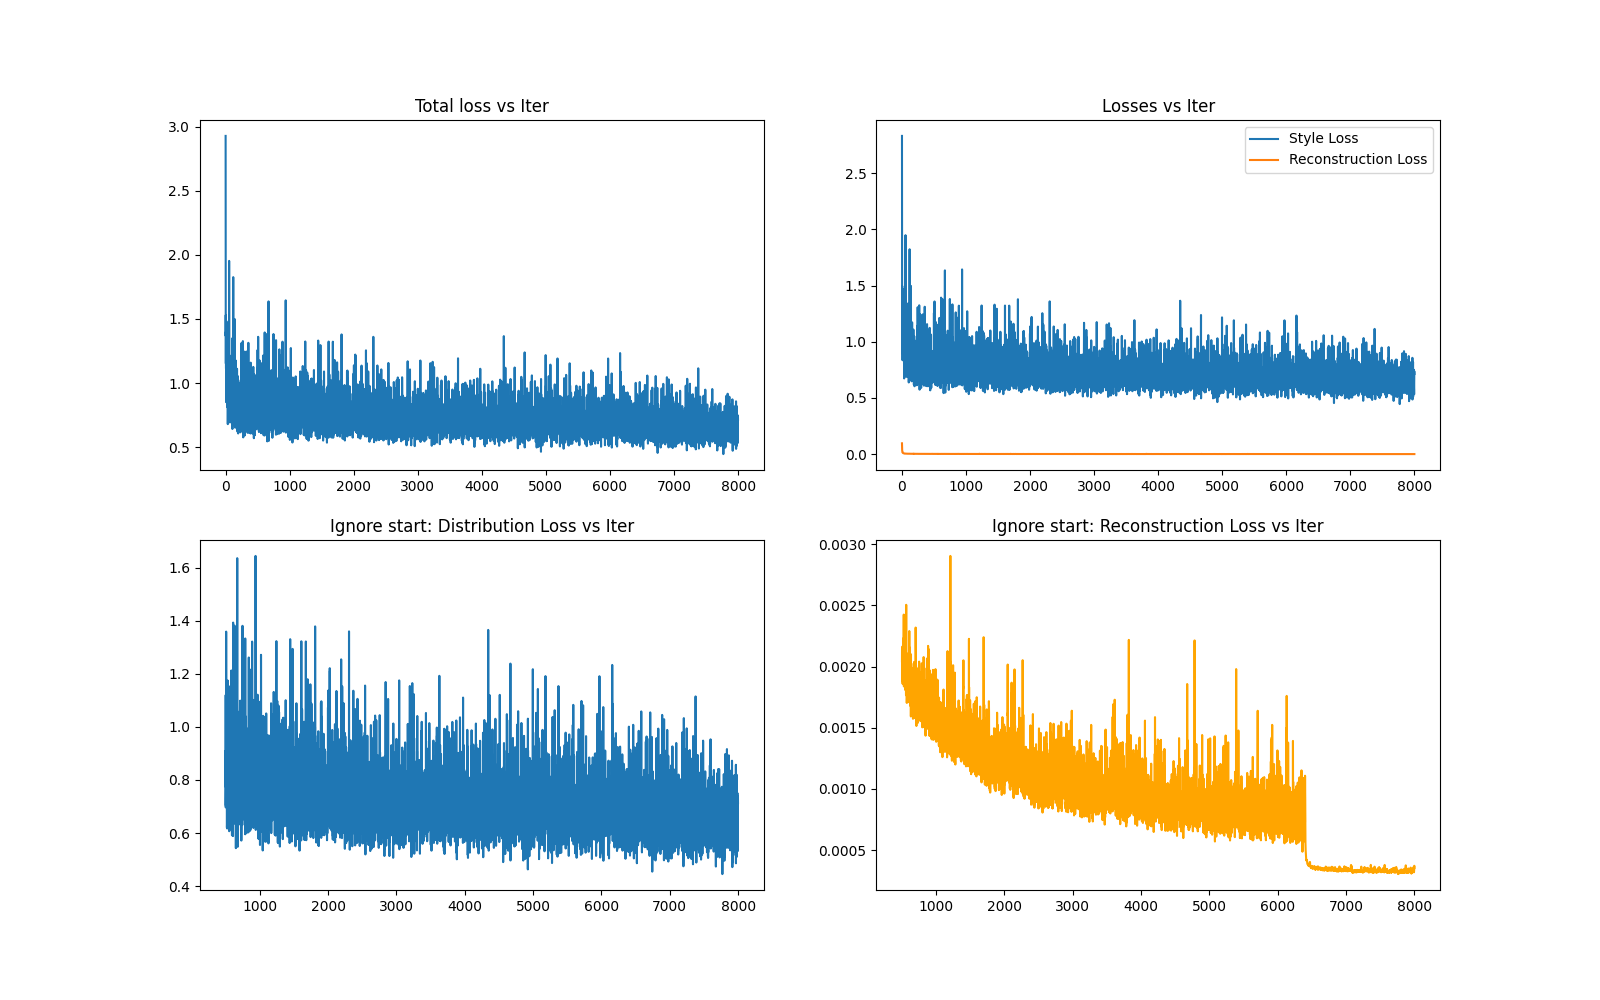 Total loss vs Iter
3.0
2.5
2.0
1.5
1.0
0.5
0 1000 2000 3000 4000 5000 6000 7000 8000
Losses vs Iter
Style Loss
Reconstruction Loss
2.5
2.0
1.5
1.0
0.5
0.0
0 1000 2000 3000 4000 5000 6000 7000 8000
Ignore start: Distribution Loss vs Iter
1.6
1.4
1.2
1.0
0.8
0.6
0.4
1000 2000 3000 4000 5000 6000 7000 8000
Ignore start: Reconstruction Loss vs Iter
0.0030
0.0025
0.0020
0.0015
0.0010
0.0005
1000 2000 3000 4000 5000 6000 7000 8000